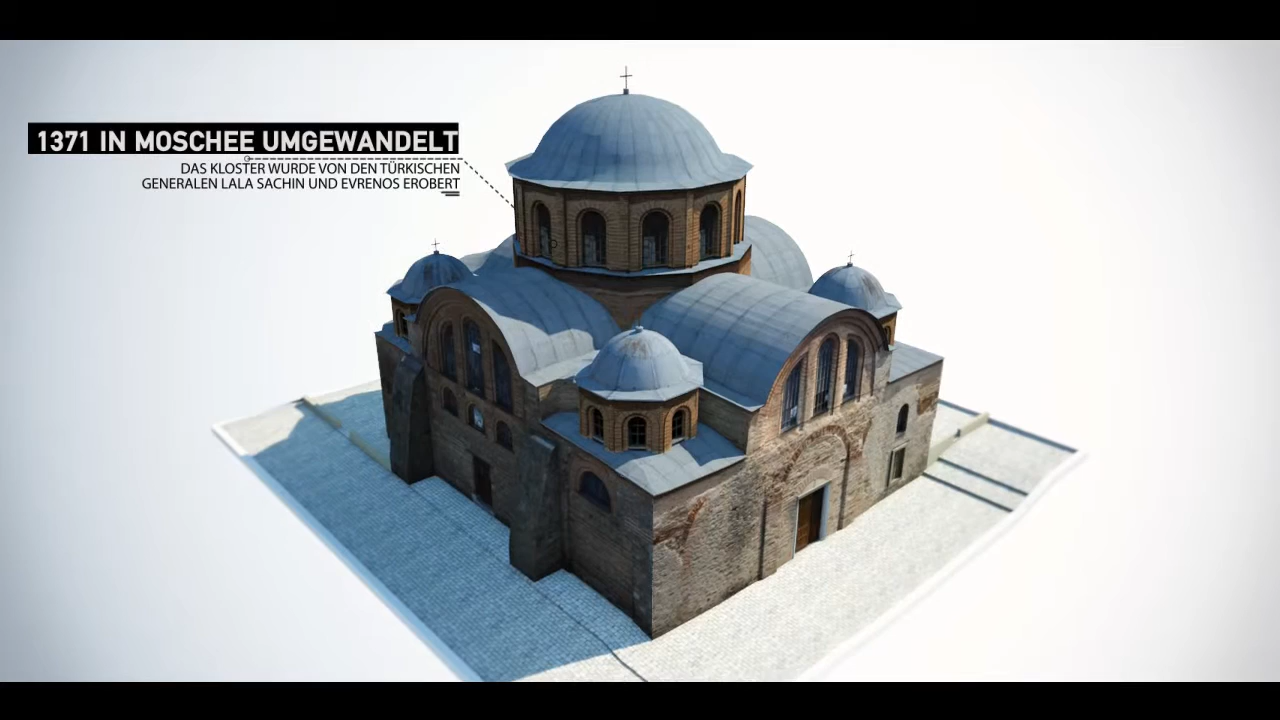 1371 IN MOSCHEE UMGEWANDELT
DAS KLOSTER WURDE VON DEN TÜRKISCHEN
GENERALEN LALA SACHIN UND EVRENOS EROBERT